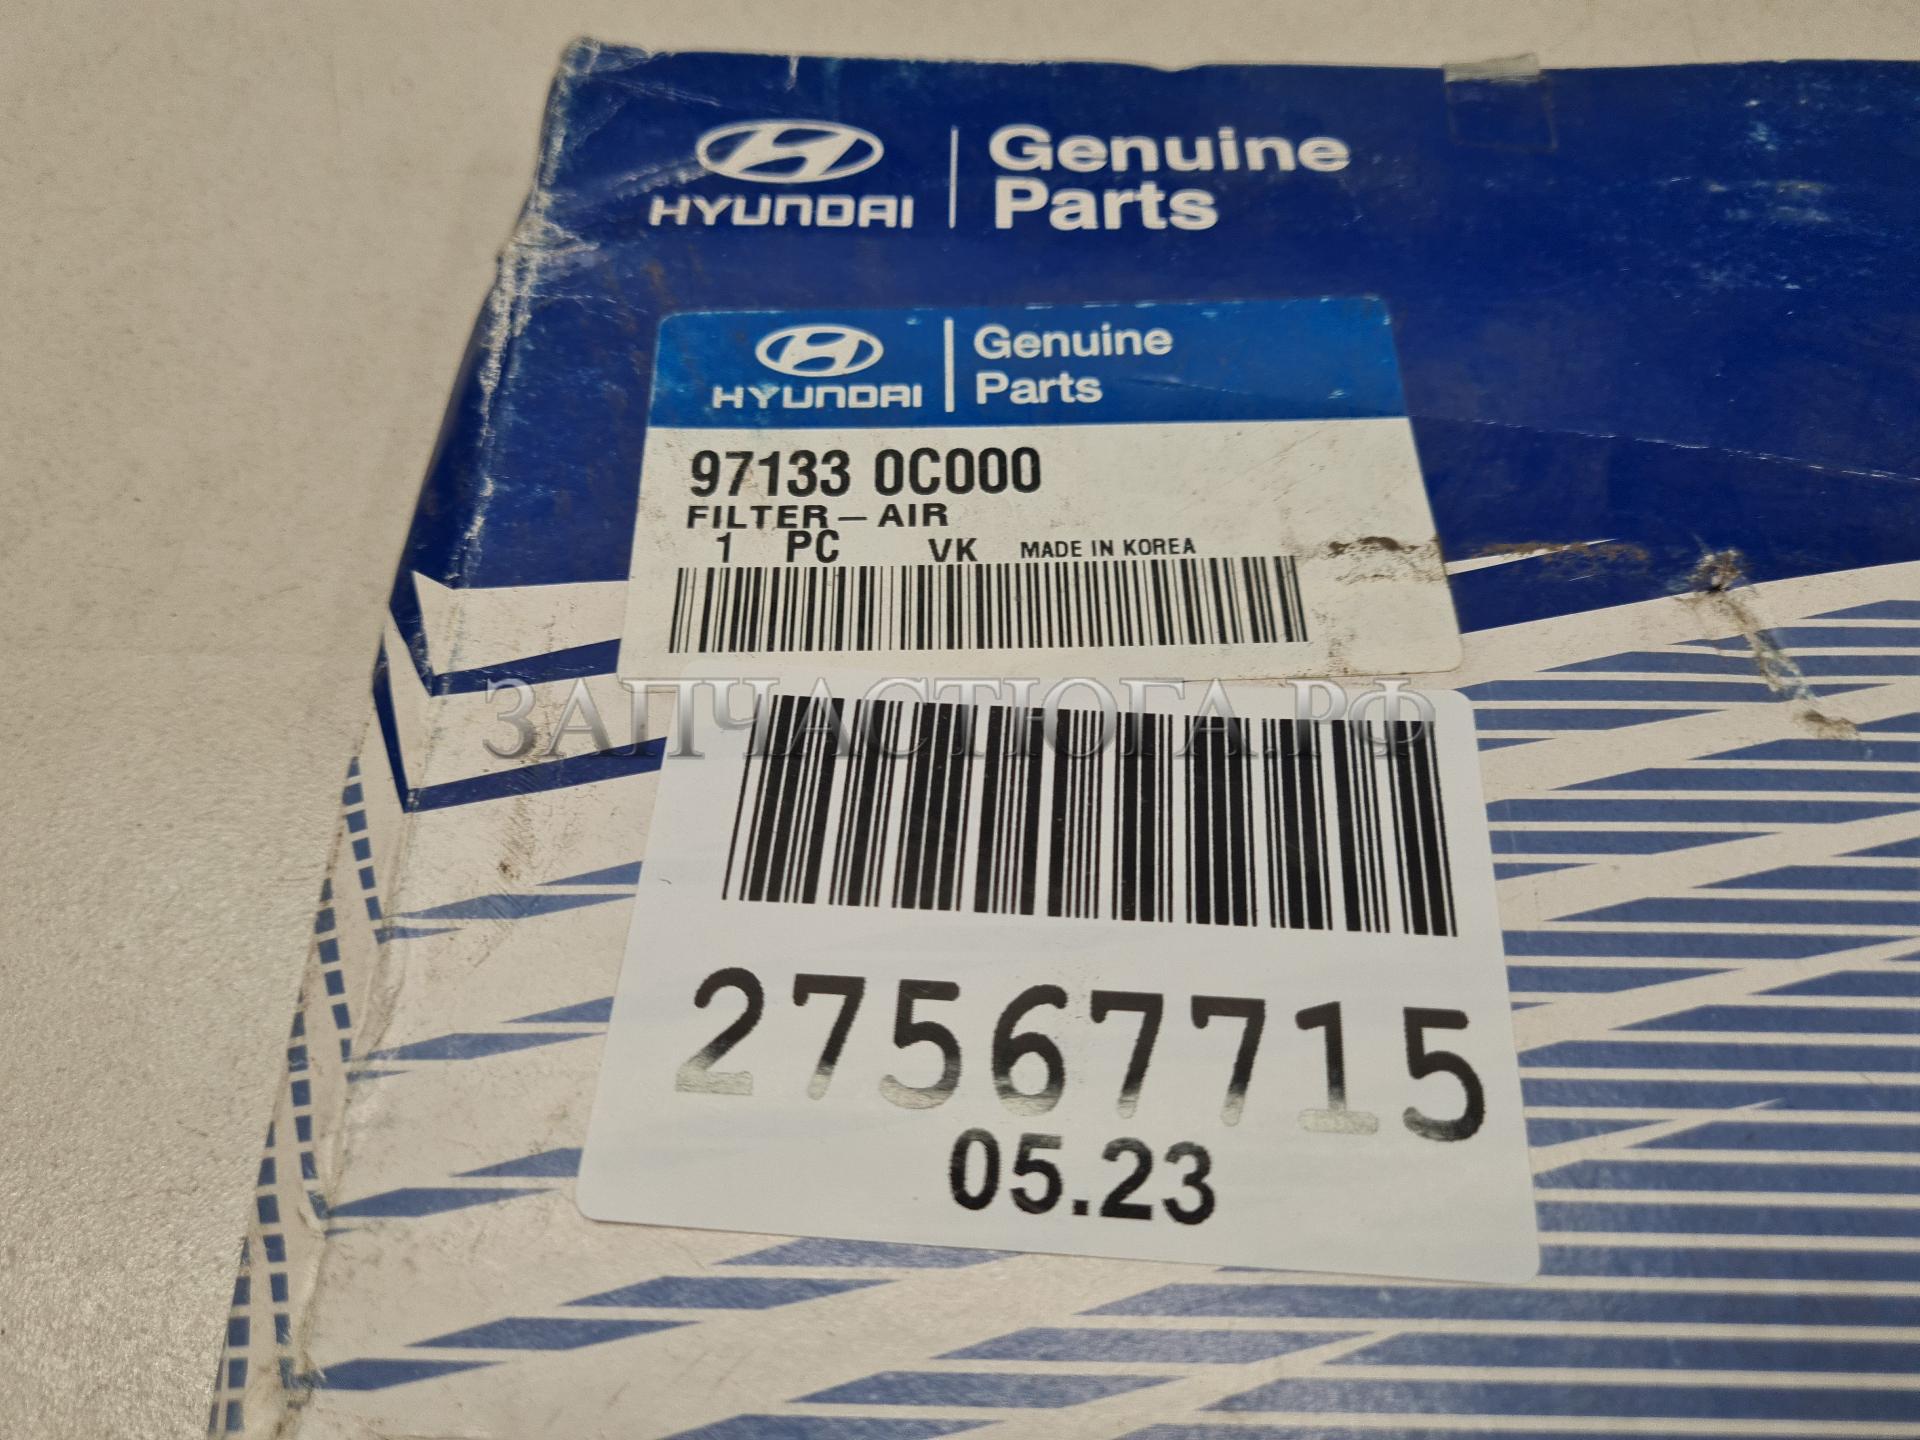 HYUNDAI
Genuine
Parts
HYUNDAI
Genuine
Parts
97133 0C000
FILTER-AIR
1 PC VK MADE IN KOREA
ЗАПЧАСТЮГА.РФ
27567715
05.23